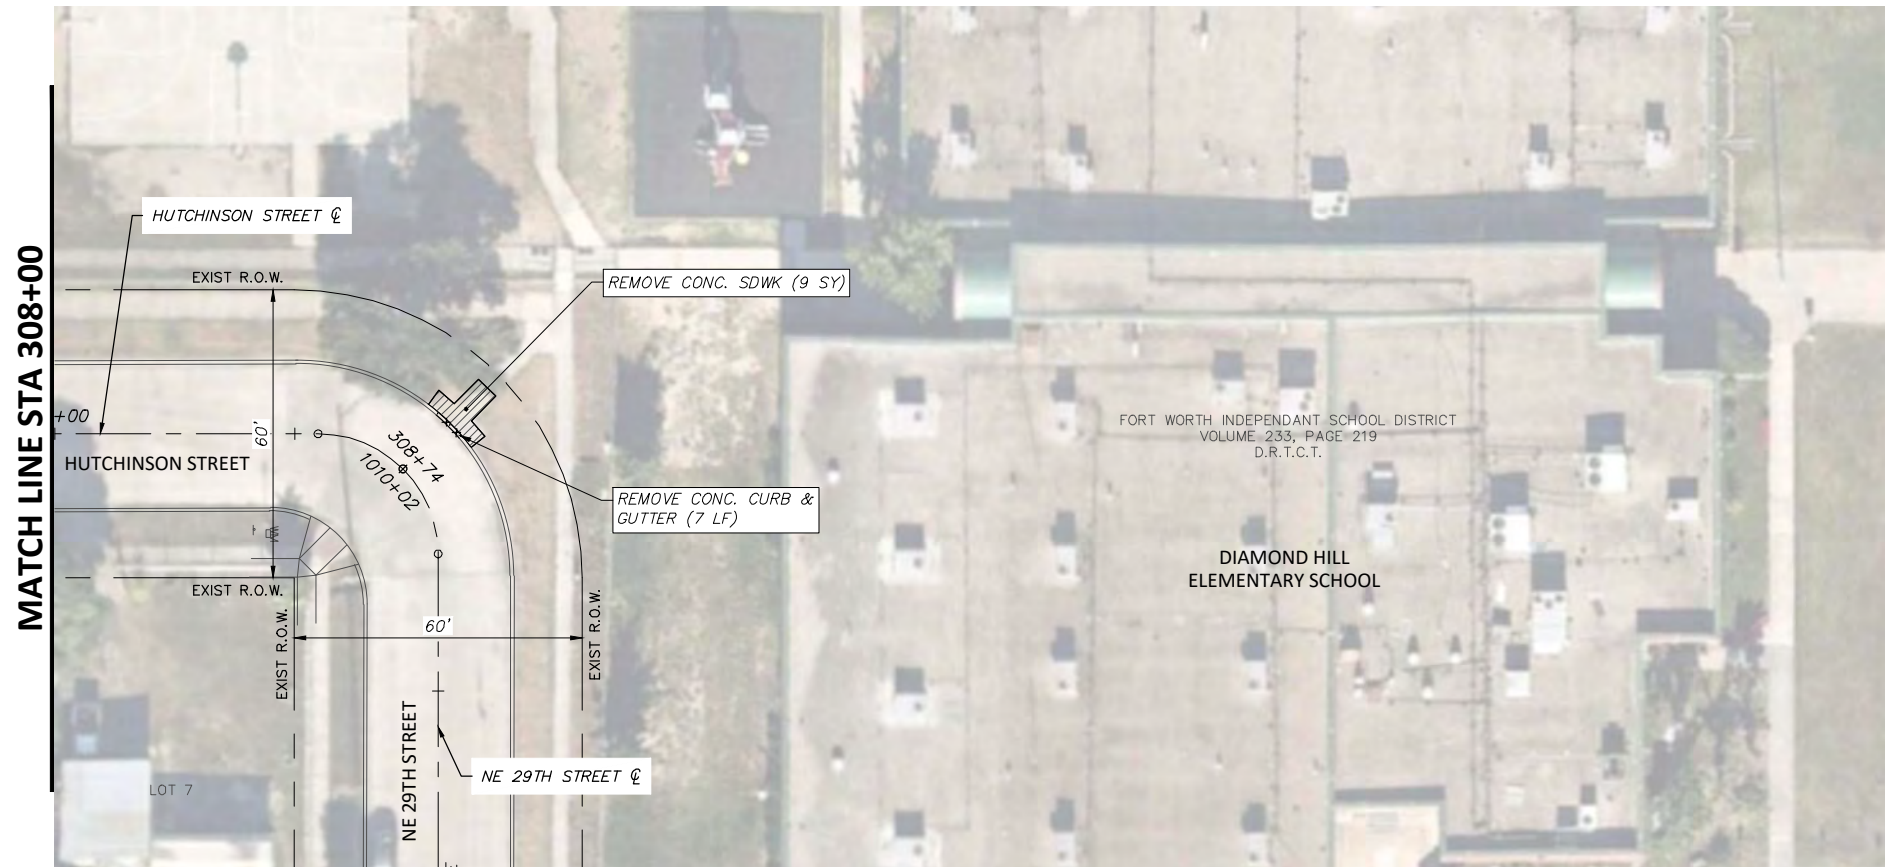 MATCH LINE STA 308+00
HUTCHINSON STREET ℄
EXIST R.O.W.
REMOVE CONC. SDWK (9 SY)
+00
60'
308+74
1010+02
HUTCHINSON STREET
REMOVE CONC. CURB &
GUTTER (7 LF)
FORT WORTH INDEPENDANT SCHOOL DISTRICT
VOLUME 233, PAGE 219
D.R.T.C.T.
DIAMOND HILL
ELEMENTARY SCHOOL
WM
EXIST R.O.W.
EXIST R.O.W.
60'
EXIST R.O.W.
NE 29TH STREET
NE 29TH STREET ℄
LOT 7